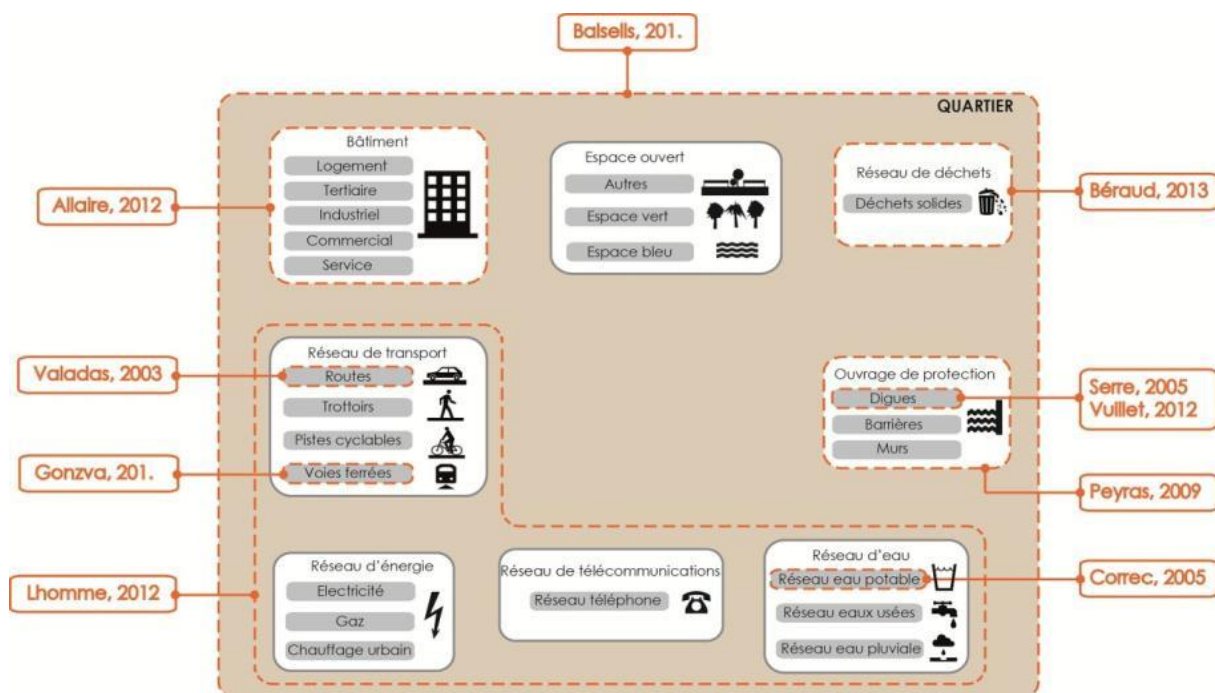 Balsells, 201.
QUARTIER
Bâtiment
Logement
Tertiaire
Industriel
Commercial
Service
Espace ouvert
Autres
Espace vert
Espace bleu
Réseau de déchets
Déchets solides
Allaire, 2012
Béraud, 2013
Réseau de transport
Routes
Trottoirs
Pistes cyclables
Voies ferrées
Valadas, 2003
Gonzva, 201.
Ouvrage de protection
Digues
Barrières
Murs
Serre, 2005
Vuillet, 2012
Peyras, 2009
Réseau d'énergie
Electricité
Gaz
Chauffage urbain
Réseau de télécommunications
Réseau téléphone
Réseau d'eau
Réseau eau potable
Réseau eaux usées
Réseau eau pluviale
Lhomme, 2012
Correc, 2005